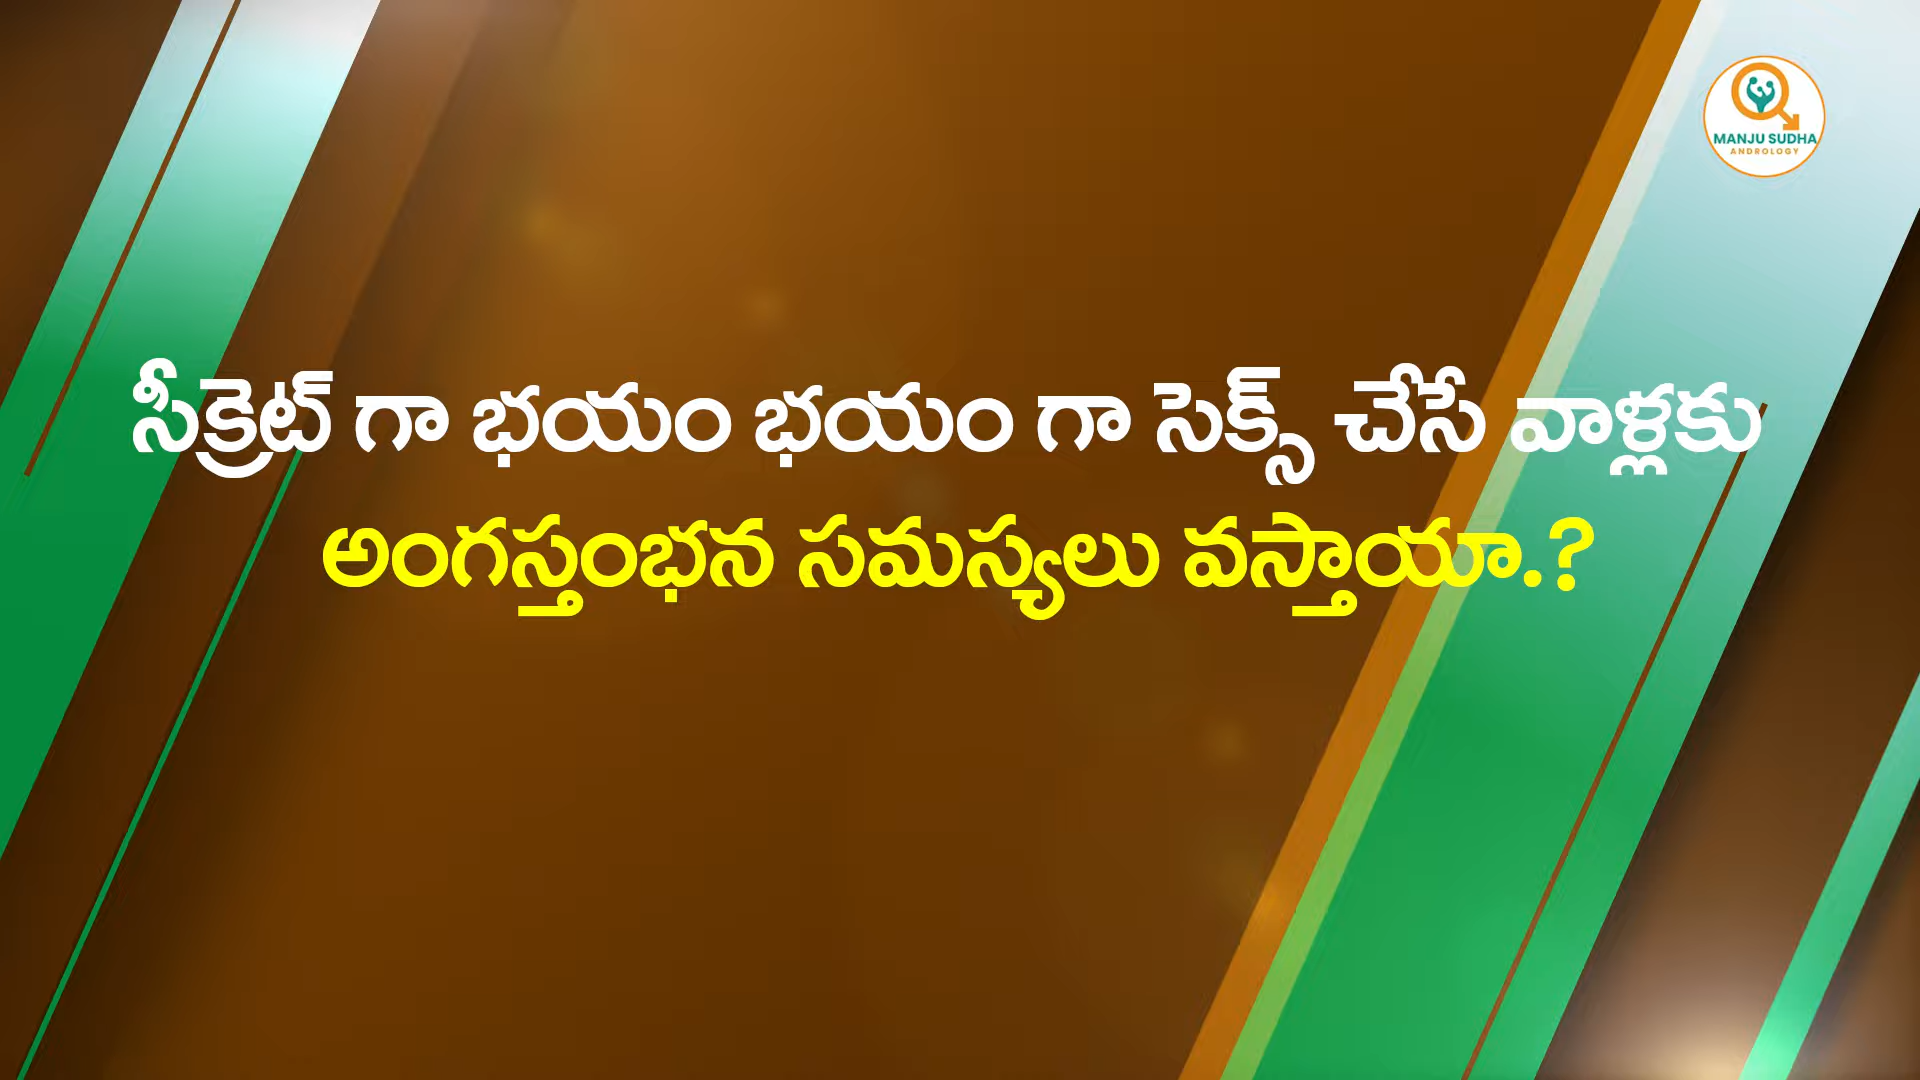 MANJU SUDHA
ANDROLOGY
సీక్రెట్ గా భయం భయం గా సెక్స్ చేసే వాళ్లకు
అంగస్తంభన సమస్యలు వస్తాయా.?